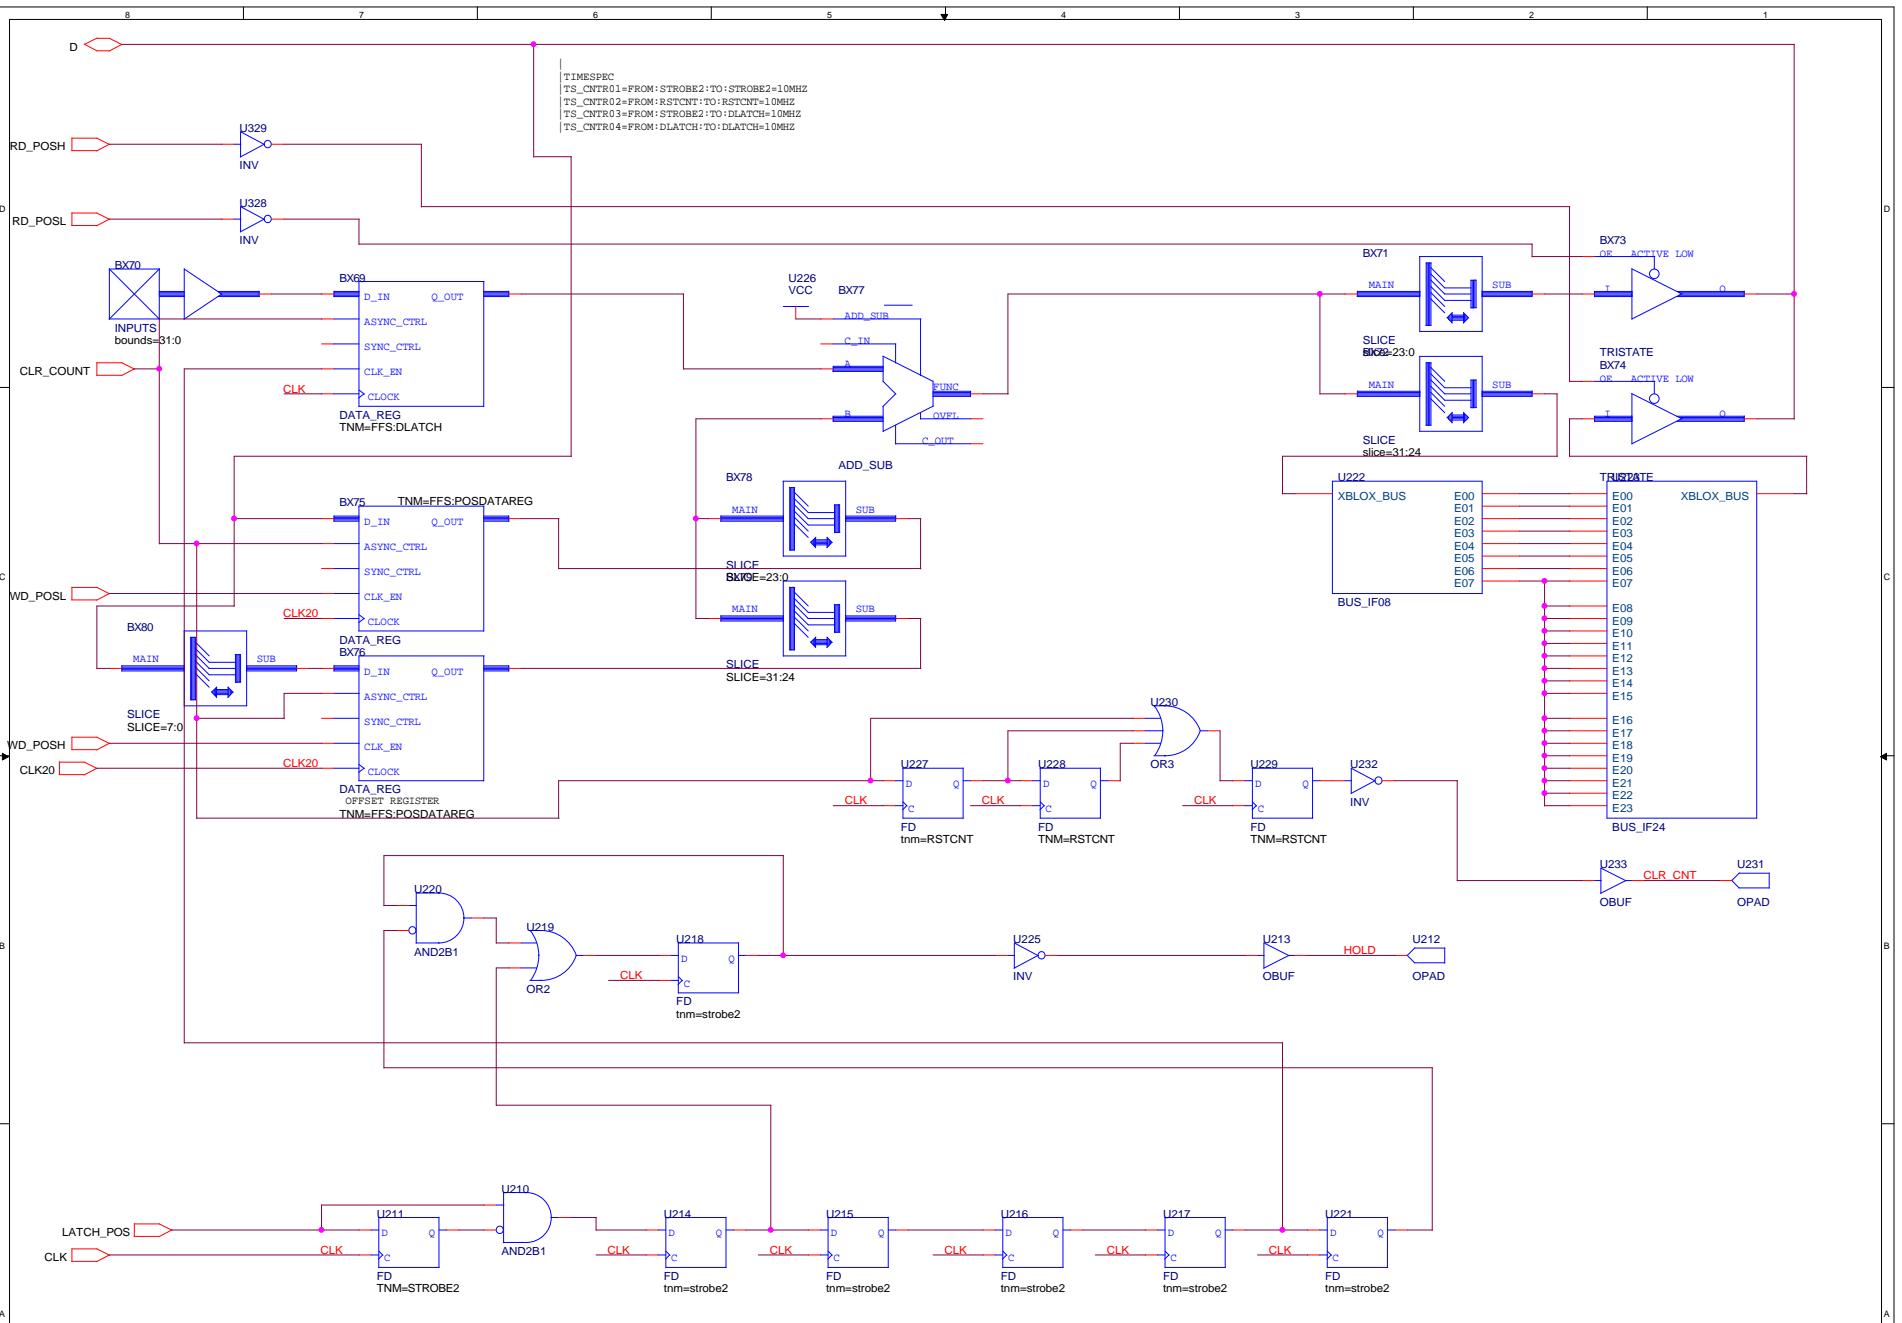 8 7 6 5 4 3 2 1
D
TIMESPEC
TS_CNTR01=FROM:STROBE2:TO:STROBE2=10MHZ
TS_CNTR02=FROM:RSTCNT:TO:RSTCNT=10MHZ
TS_CNTR03=FROM:STROBE2:TO:DLATCH=10MHZ
TS_CNTR04=FROM:DLATCH:TO:DLATCH=10MHZ
RD_POSH
U329
INV
D
D
RD_POSL
U328
INV
BX70
INPUTS
bounds=31:0
BX69
D_IN Q_OUT
ASYNC_CTRL
SYNC_CTRL
CLK_EN
CLK
CLOCK
DATA_REG
TNM=FFS:DLATCH
CLR_COUNT
U226
VCC
BX77
ADD_SUB
C_IN
A
FUNC
B
OVFL
C_OUT
ADD_SUB
BX71
MAIN SUB
SLICE
slice=23:0
BX72
MAIN SUB
SLICE
slice=31:24
BX73
OE ACTIVE LOW
I O
TRISTATE
BX74
OE ACTIVE LOW
I O
TRISTATE
BX75
TNM=FFS:POSDATAREG
D_IN Q_OUT
ASYNC_CTRL
SYNC_CTRL
CLK_EN
CLK20
CLOCK
DATA_REG
BX78
MAIN SUB
SLICE
SLICE=23:0
BX79
MAIN SUB
SLICE
SLICE=31:24
U222
XBLOX_BUS
E00
E01
E02
E03
E04
E05
E06
E07
BUS_IF08
U223
XBLOX_BUS
E00
E01
E02
E03
E04
E05
E06
E07
E08
E09
E10
E11
E12
E13
E14
E15
E16
E17
E18
E19
E20
E21
E22
E23
BUS_IF24
C
C
WD_POSL
BX80
MAIN SUB
SLICE
SLICE=7:0
BX76
D_IN Q_OUT
ASYNC_CTRL
SYNC_CTRL
CLK_EN
CLK20
CLOCK
DATA_REG
OFFSET REGISTER
TNM=FFS:POSDATAREG
WD_POSH
CLK20
U230
OR3
U227
D Q
CLK
C
FD
tnm=RSTCNT
U228
D Q
CLK
C
FD
TNM=RSTCNT
U229
D Q
CLK
C
FD
TNM=RSTCNT
U232
INV
U233
OBUF
CLR_CNT
U231
OPAD
B
B
U220
AND2B1
U219
OR2
U218
D Q
CLK
C
FD
tnm=strobe2
U225
INV
U213
OBUF
HOLD
U212
OPAD
LATCH_POS
CLK
CLK
U211
D Q
C
FD
TNM=STROBE2
U210
AND2B1
U214
D Q
CLK
C
FD
tnm=strobe2
U215
D Q
CLK
C
FD
tnm=strobe2
U216
D Q
CLK
C
FD
tnm=strobe2
U217
D Q
CLK
C
FD
tnm=strobe2
U221
D Q
CLK
C
FD
tnm=strobe2
A
A